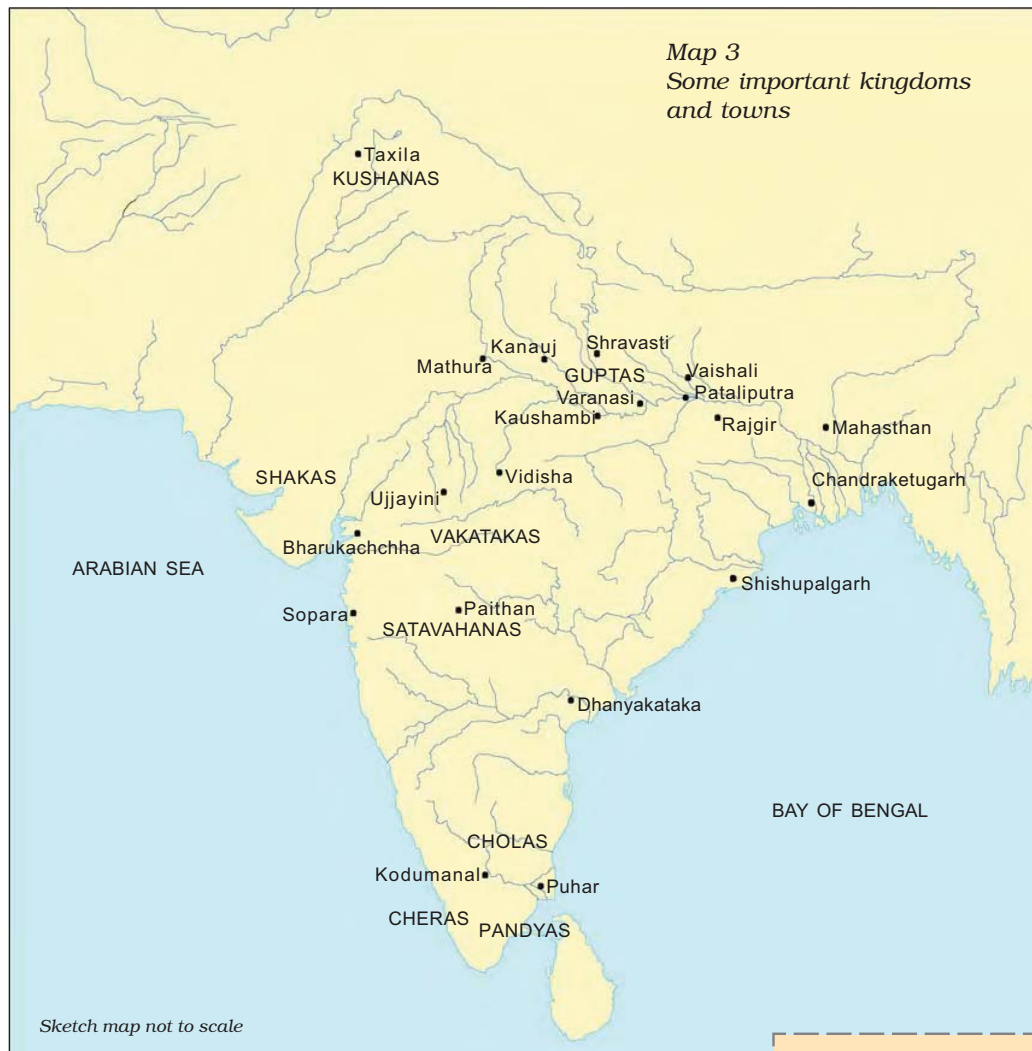 Map 3
Some important kingdoms
and towns
Taxila
KUSHANAS
Mathura
Kanauj
Shravasti
GUPTAS
Vaishali
Varanasi
Pataliputra
Kaushambi
Rajgir
Mahasthan
SHAKAS
Ujjayini
Vidisha
Chandraketugarh
Bharukachchha
VAKATAKAS
ARABIAN SEA
Shishupalgarh
Sopara
Paithan
SATAVAHANAS
Dhanyakataka
BAY OF BENGAL
CHOLAS
Kodumanal
Puhar
CHERAS
PANDYAS
Sketch map not to scale